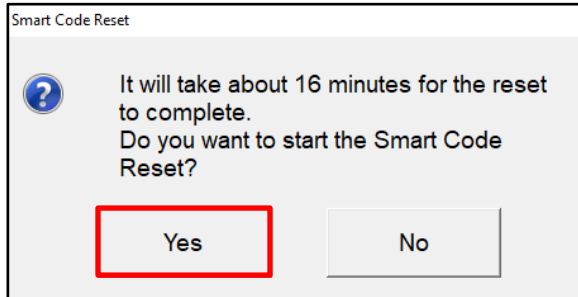 Smart Code Reset
It will take about 16 minutes for the reset
to complete.
Do you want to start the Smart Code
Reset?
Yes
No